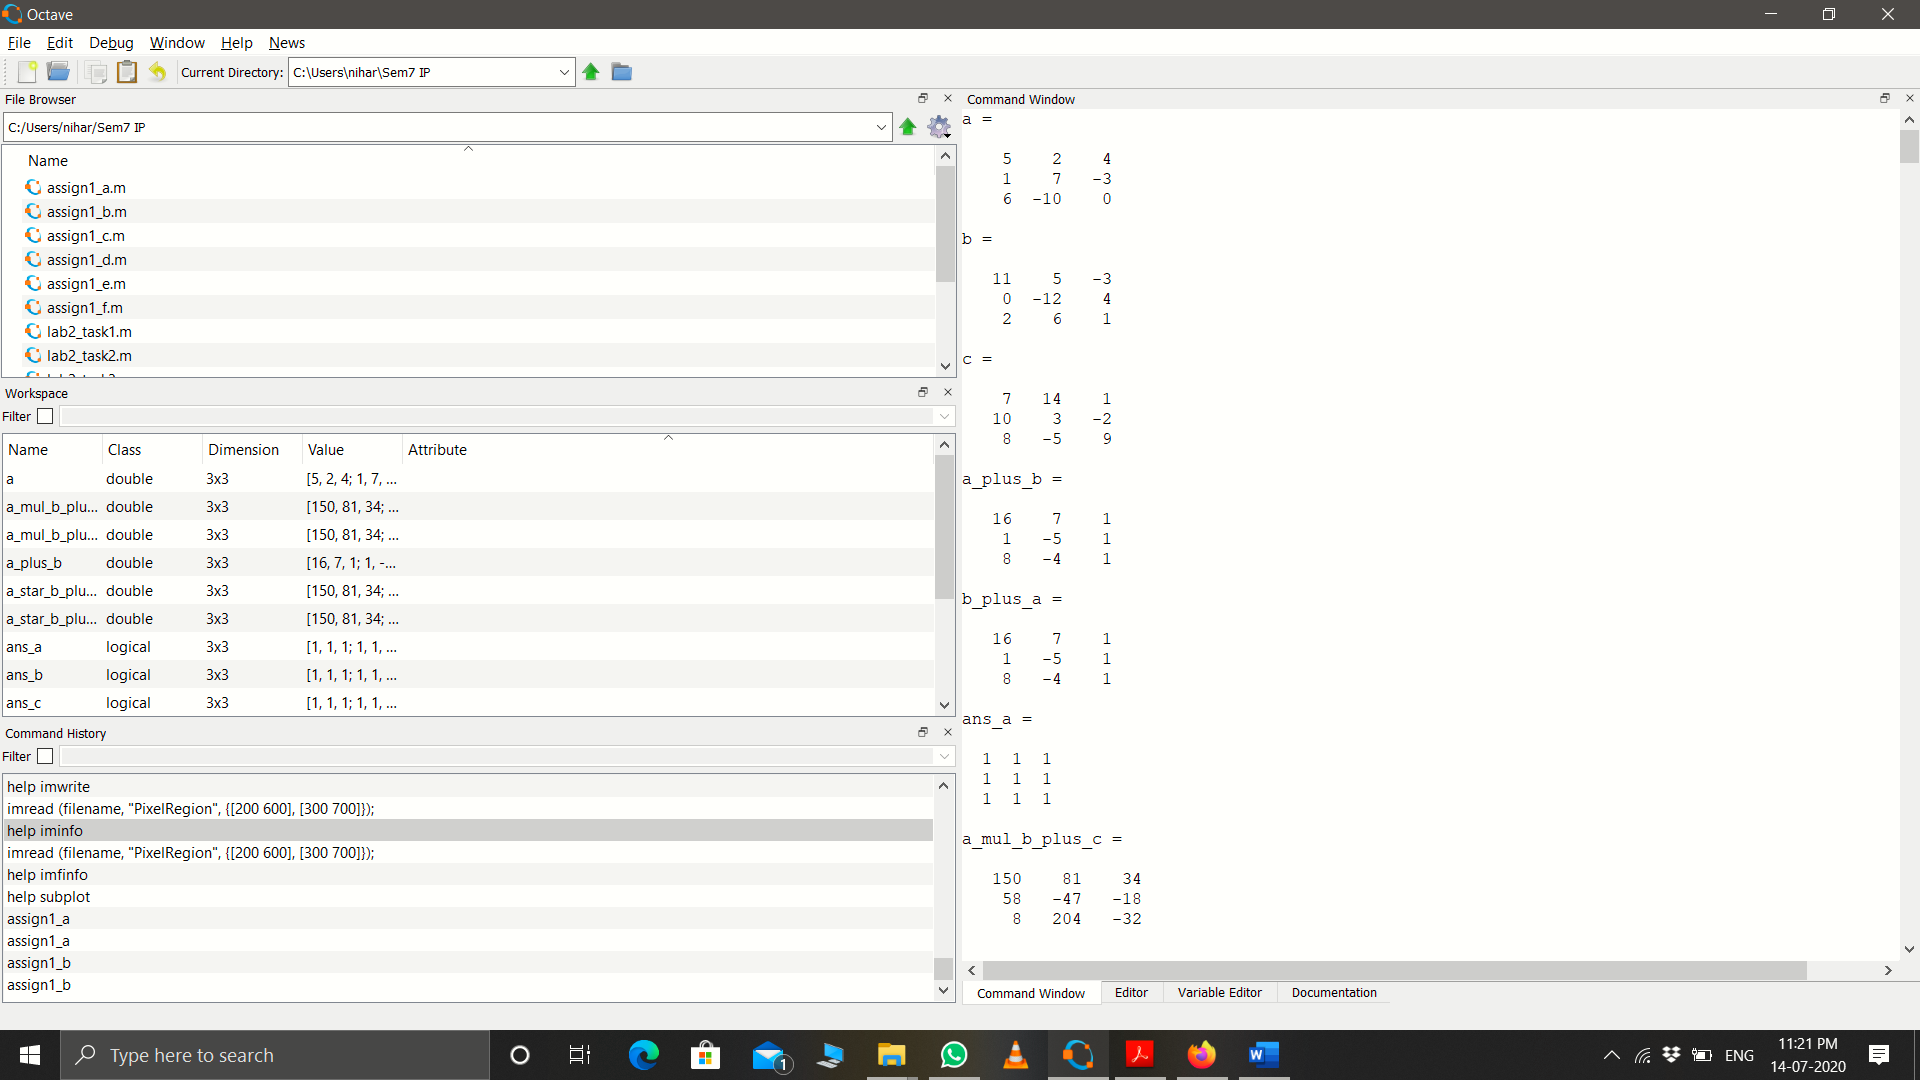 Octave
File Edit Debug Window Help News
Current Directory: C:\Users\nihar\Sem7 IP
File Browser
C:/Users/nihar/Sem7 IP
Name
assign1_a.m
assign1_b.m
assign1_c.m
assign1_d.m
assign1_e.m
assign1_f.m
lab2_task1.m
lab2_task2.m
Workspace
Filter
Name Class Dimension Value Attribute
a double 3x3 [5, 2, 4; 1, 7, ...
a_mul_b_plu... double 3x3 [150, 81, 34; ...
a_mul_b_plu... double 3x3 [150, 81, 34; ...
a_plus_b double 3x3 [16, 7, 1; 1, -...
a_star_b_plu... double 3x3 [150, 81, 34; ...
a_star_b_plu... double 3x3 [150, 81, 34; ...
ans_a logical 3x3 [1, 1, 1; 1, 1, ...
ans_b logical 3x3 [1, 1, 1; 1, 1, ...
ans_c logical 3x3 [1, 1, 1; 1, 1, ...
Command History
Filter
help imwrite
imread (filename, "PixelRegion", {[200 600], [300 700]});
help iminfo
imread (filename, "PixelRegion", {[200 600], [300 700]});
help imfinfo
help subplot
assign1_a
assign1_a
assign1_b
assign1_b
Command Window
a =
5 2 4
1 7 -3
6 -10 0
b =
11 5 -3
0 -12 4
2 6 1
c =
7 14 1
10 3 -2
8 -5 9
a_plus_b =
16 7 1
1 -5 1
8 -4 1
b_plus_a =
16 7 1
1 -5 1
8 -4 1
ans_a =
1 1 1
1 1 1
1 1 1
a_mul_b_plus_c =
150 81 34
58 -47 -18
8 204 -32
Command Window Editor Variable Editor Documentation
Type here to search
1
ENG
11:21 PM
14-07-2020